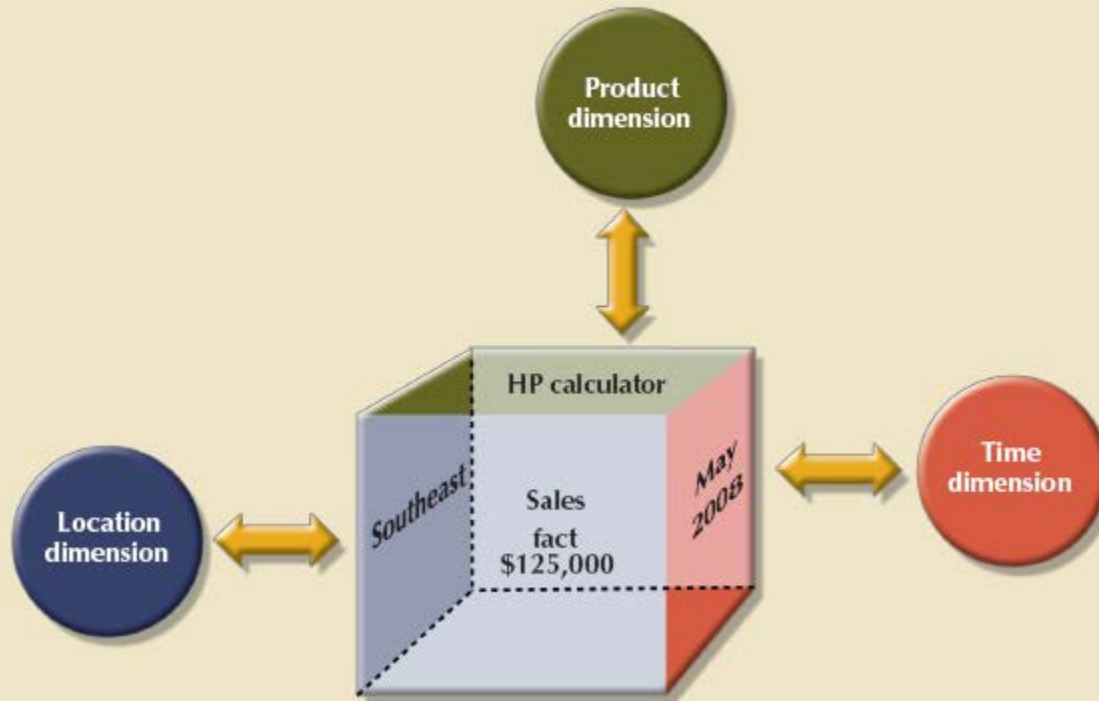 Product
dimension
HP calculator
Southeast
Sales
fact
$125,000
May
2008
Time
dimension
Location
dimension